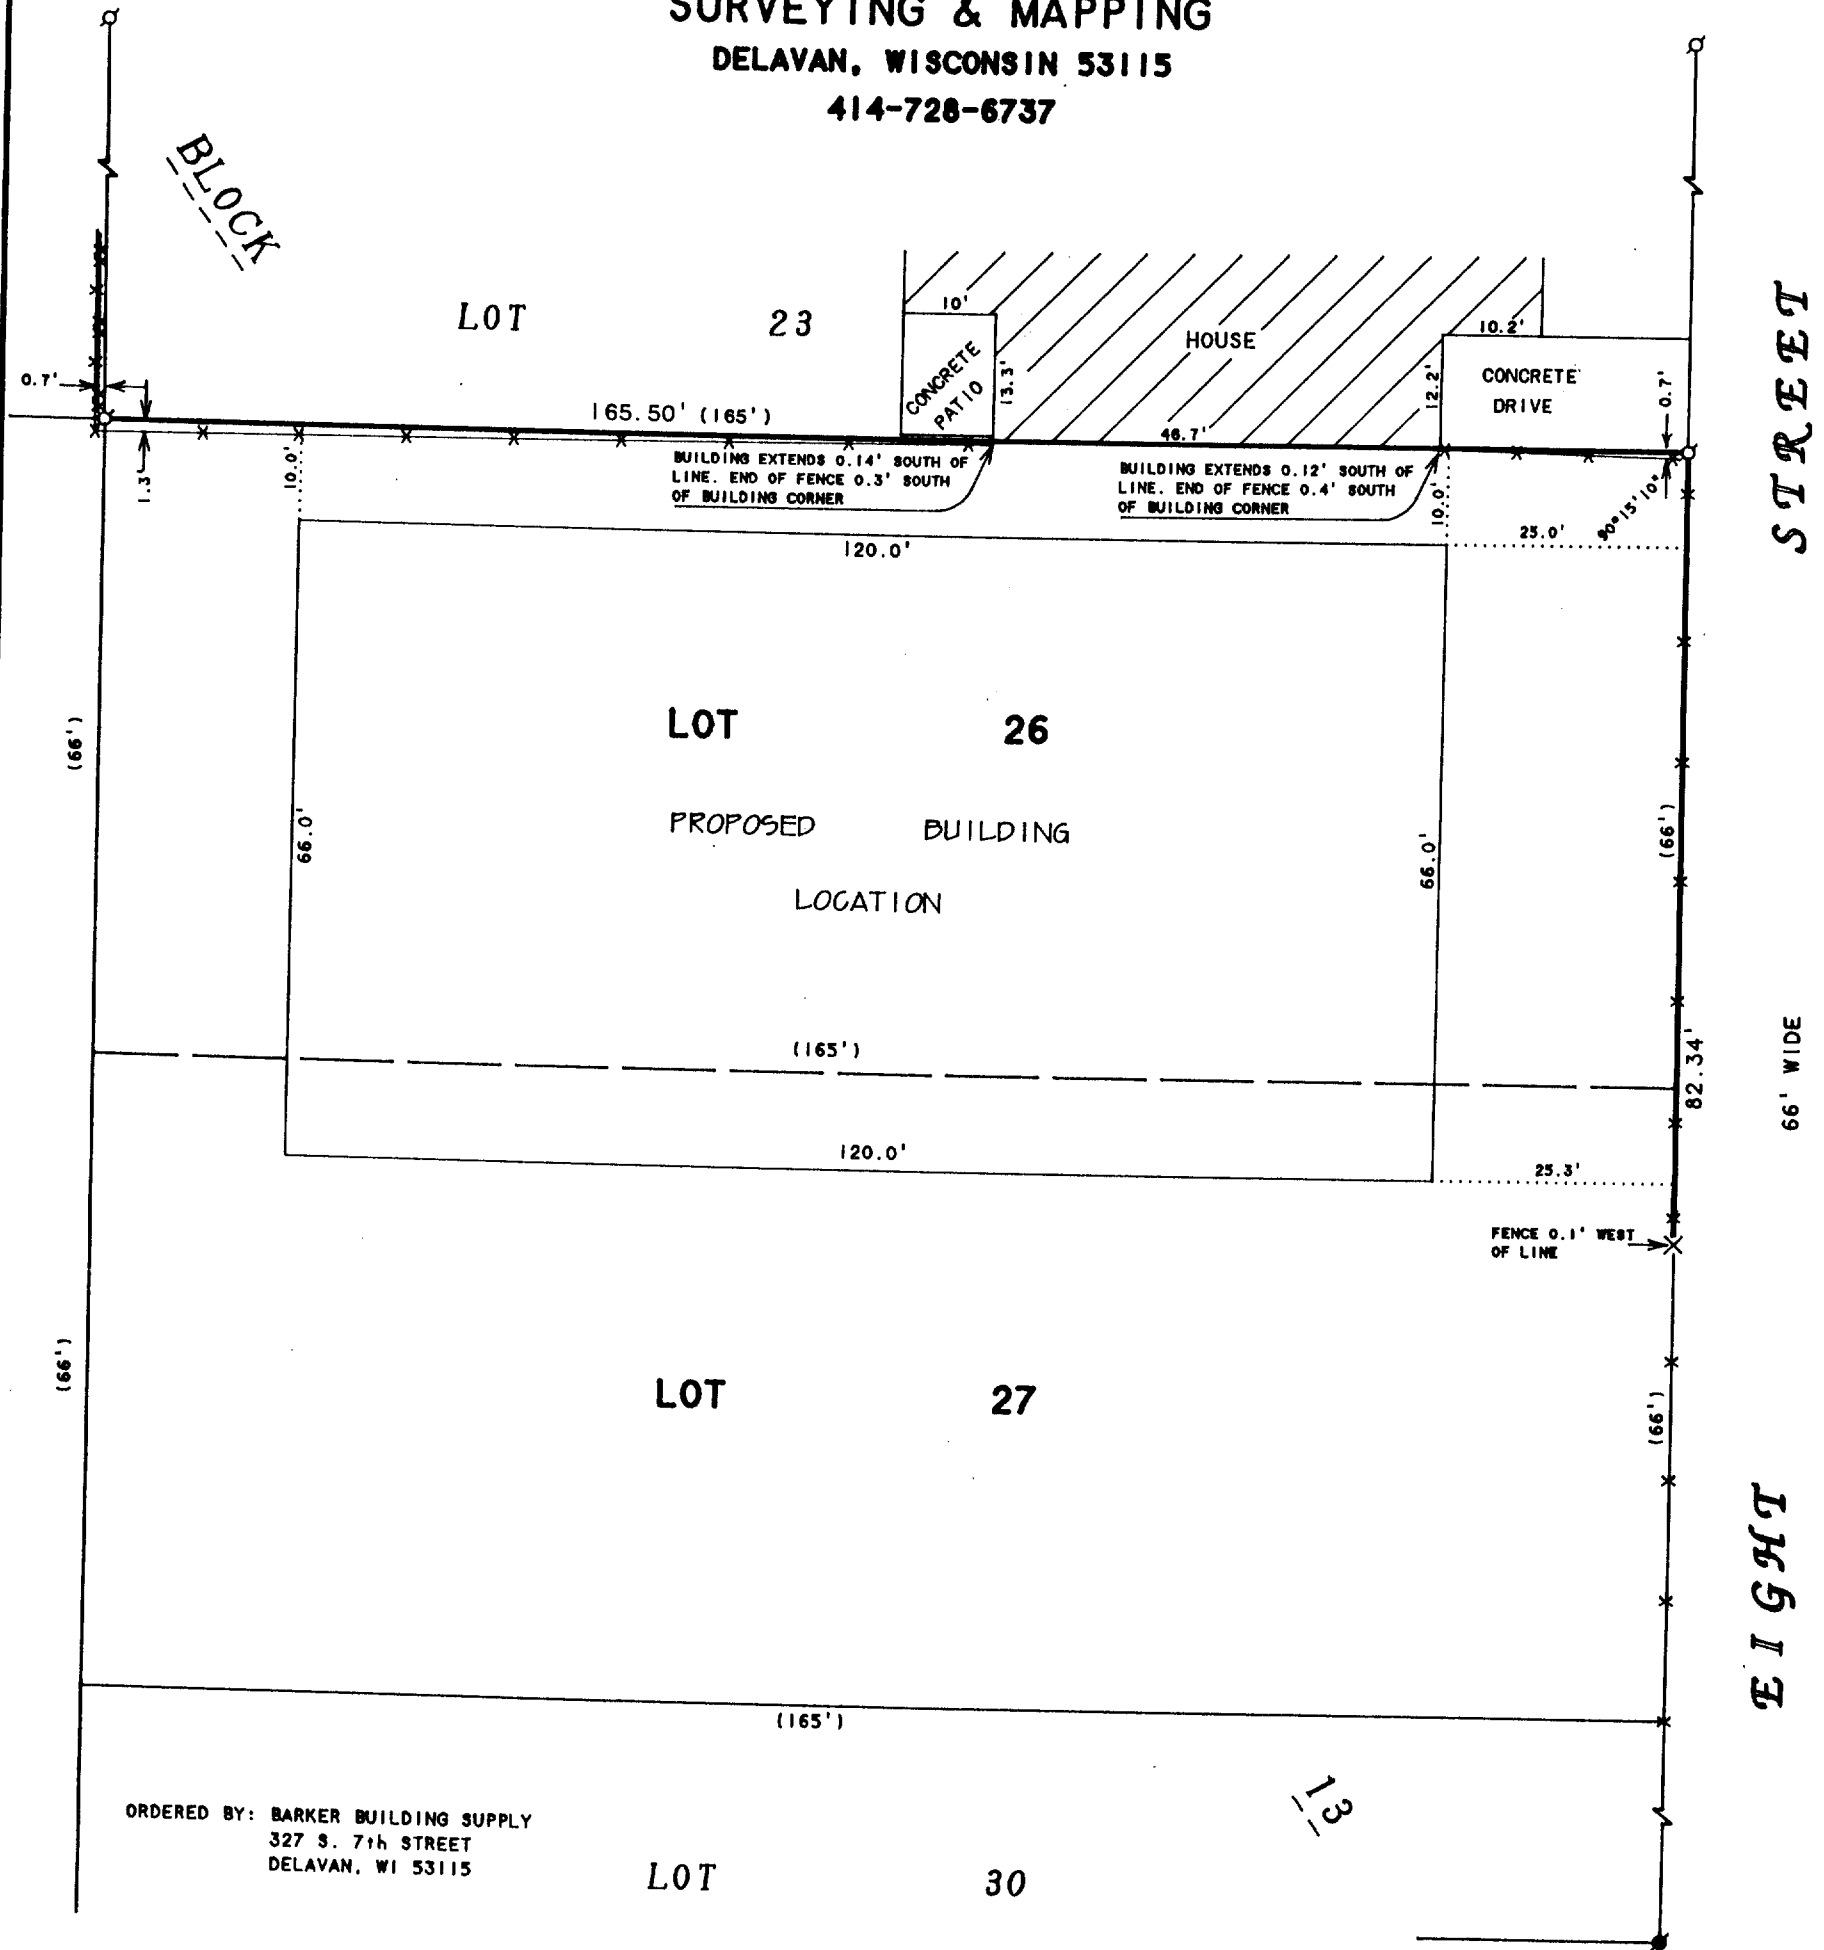 SURVEYING & MAPPING
DELAVAN, WISCONSIN 53115
414-728-6737
BLOCK
LOT 23
10'
HOUSE
10.2'
CONCRETE
PATIO
13.3'
12.2'
CONCRETE
DRIVE
0.7'
0.7'
165.50' (165')
46.7'
1.3'
10.0'
BUILDING EXTENDS 0.14' SOUTH OF
LINE. END OF FENCE 0.3' SOUTH
OF BUILDING CORNER
BUILDING EXTENDS 0.12' SOUTH OF
LINE. END OF FENCE 0.4' SOUTH
OF BUILDING CORNER
10.0'
90°15'10"
25.0'
120.0'
STREET
LOT 26
(66')
66.0'
PROPOSED BUILDING
LOCATION
66.0'
(66')
(165')
82.34'
66' WIDE
120.0'
25.3'
FENCE 0.1' WEST
OF LINE
(66')
LOT 27
(66')
EIGHT
(165')
13
ORDERED BY: BARKER BUILDING SUPPLY
327 S. 7th STREET
DELAVAN, WI 53115
LOT 30